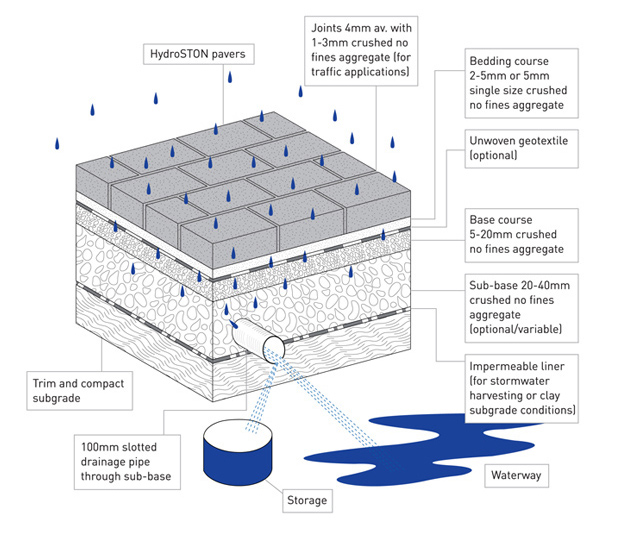 HydroSTON pavers
Joints 4mm av. with
1-3mm crushed no
fines aggregate (for
traffic applications)
Bedding course
2-5mm or 5mm
single size crushed
no fines aggregate
Unwoven geotextile
(optional)
Base course
5-20mm crushed
no fines aggregate
Sub-base 20-40mm
crushed no fines
aggregate
(optional/variable)
Impermeable liner
(for stormwater
harvesting or clay
subgrade conditions)
Trim and compact
subgrade
100mm slotted
drainage pipe
through sub-base
Storage
Waterway